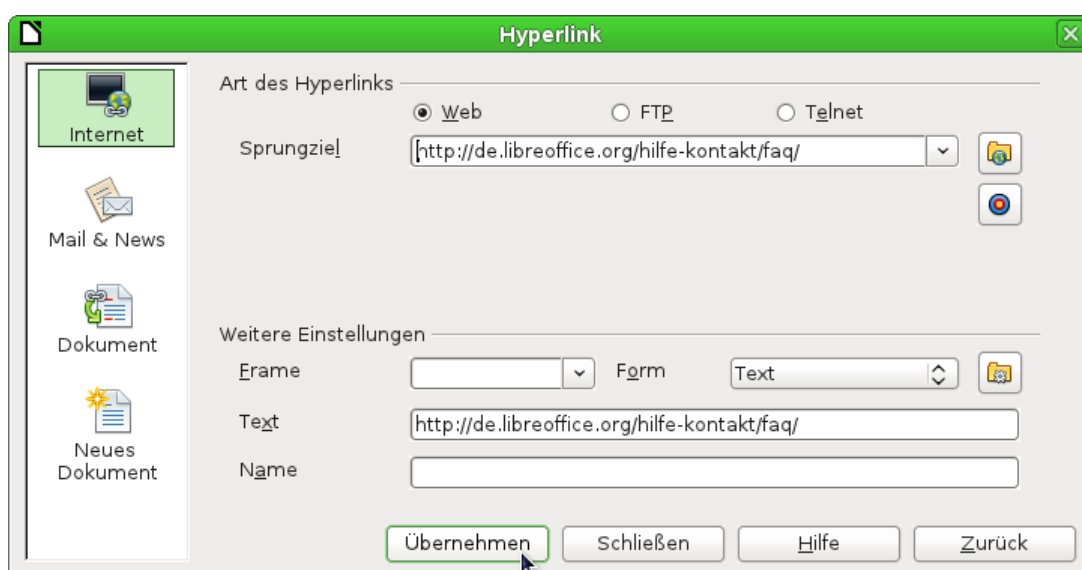 Hyperlink
Internet
Mail & News
Dokument
Neues
Dokument
Art des Hyperlinks
Web FTP Telnet
Sprungziel http://de.libreoffice.org/hilfe-kontakt/faq/
Weitere Einstellungen
Frame Form Text
Text http://de.libreoffice.org/hilfe-kontakt/faq/
Name
Übernehmen Schließen Hilfe Zurück